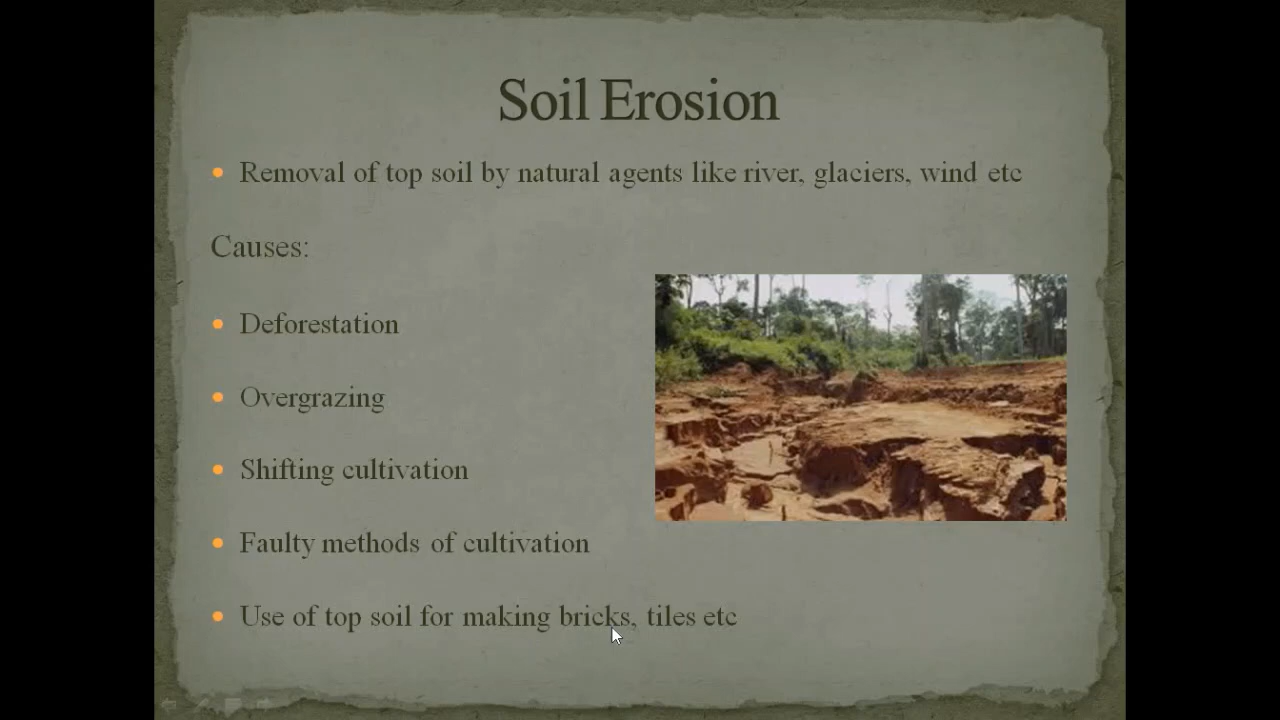 Soil Erosion
Removal of top soil by natural agents like river, glaciers, wind etc
Causes:
Deforestation
Overgrazing
Shifting cultivation
Faulty methods of cultivation
Use of top soil for making bricks, tiles etc